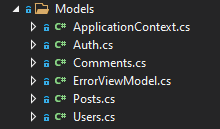 Models
C# ApplicationContext.cs
C# Auth.cs
C# Comments.cs
C# ErrorViewModel.cs
C# Posts.cs
C# Users.cs